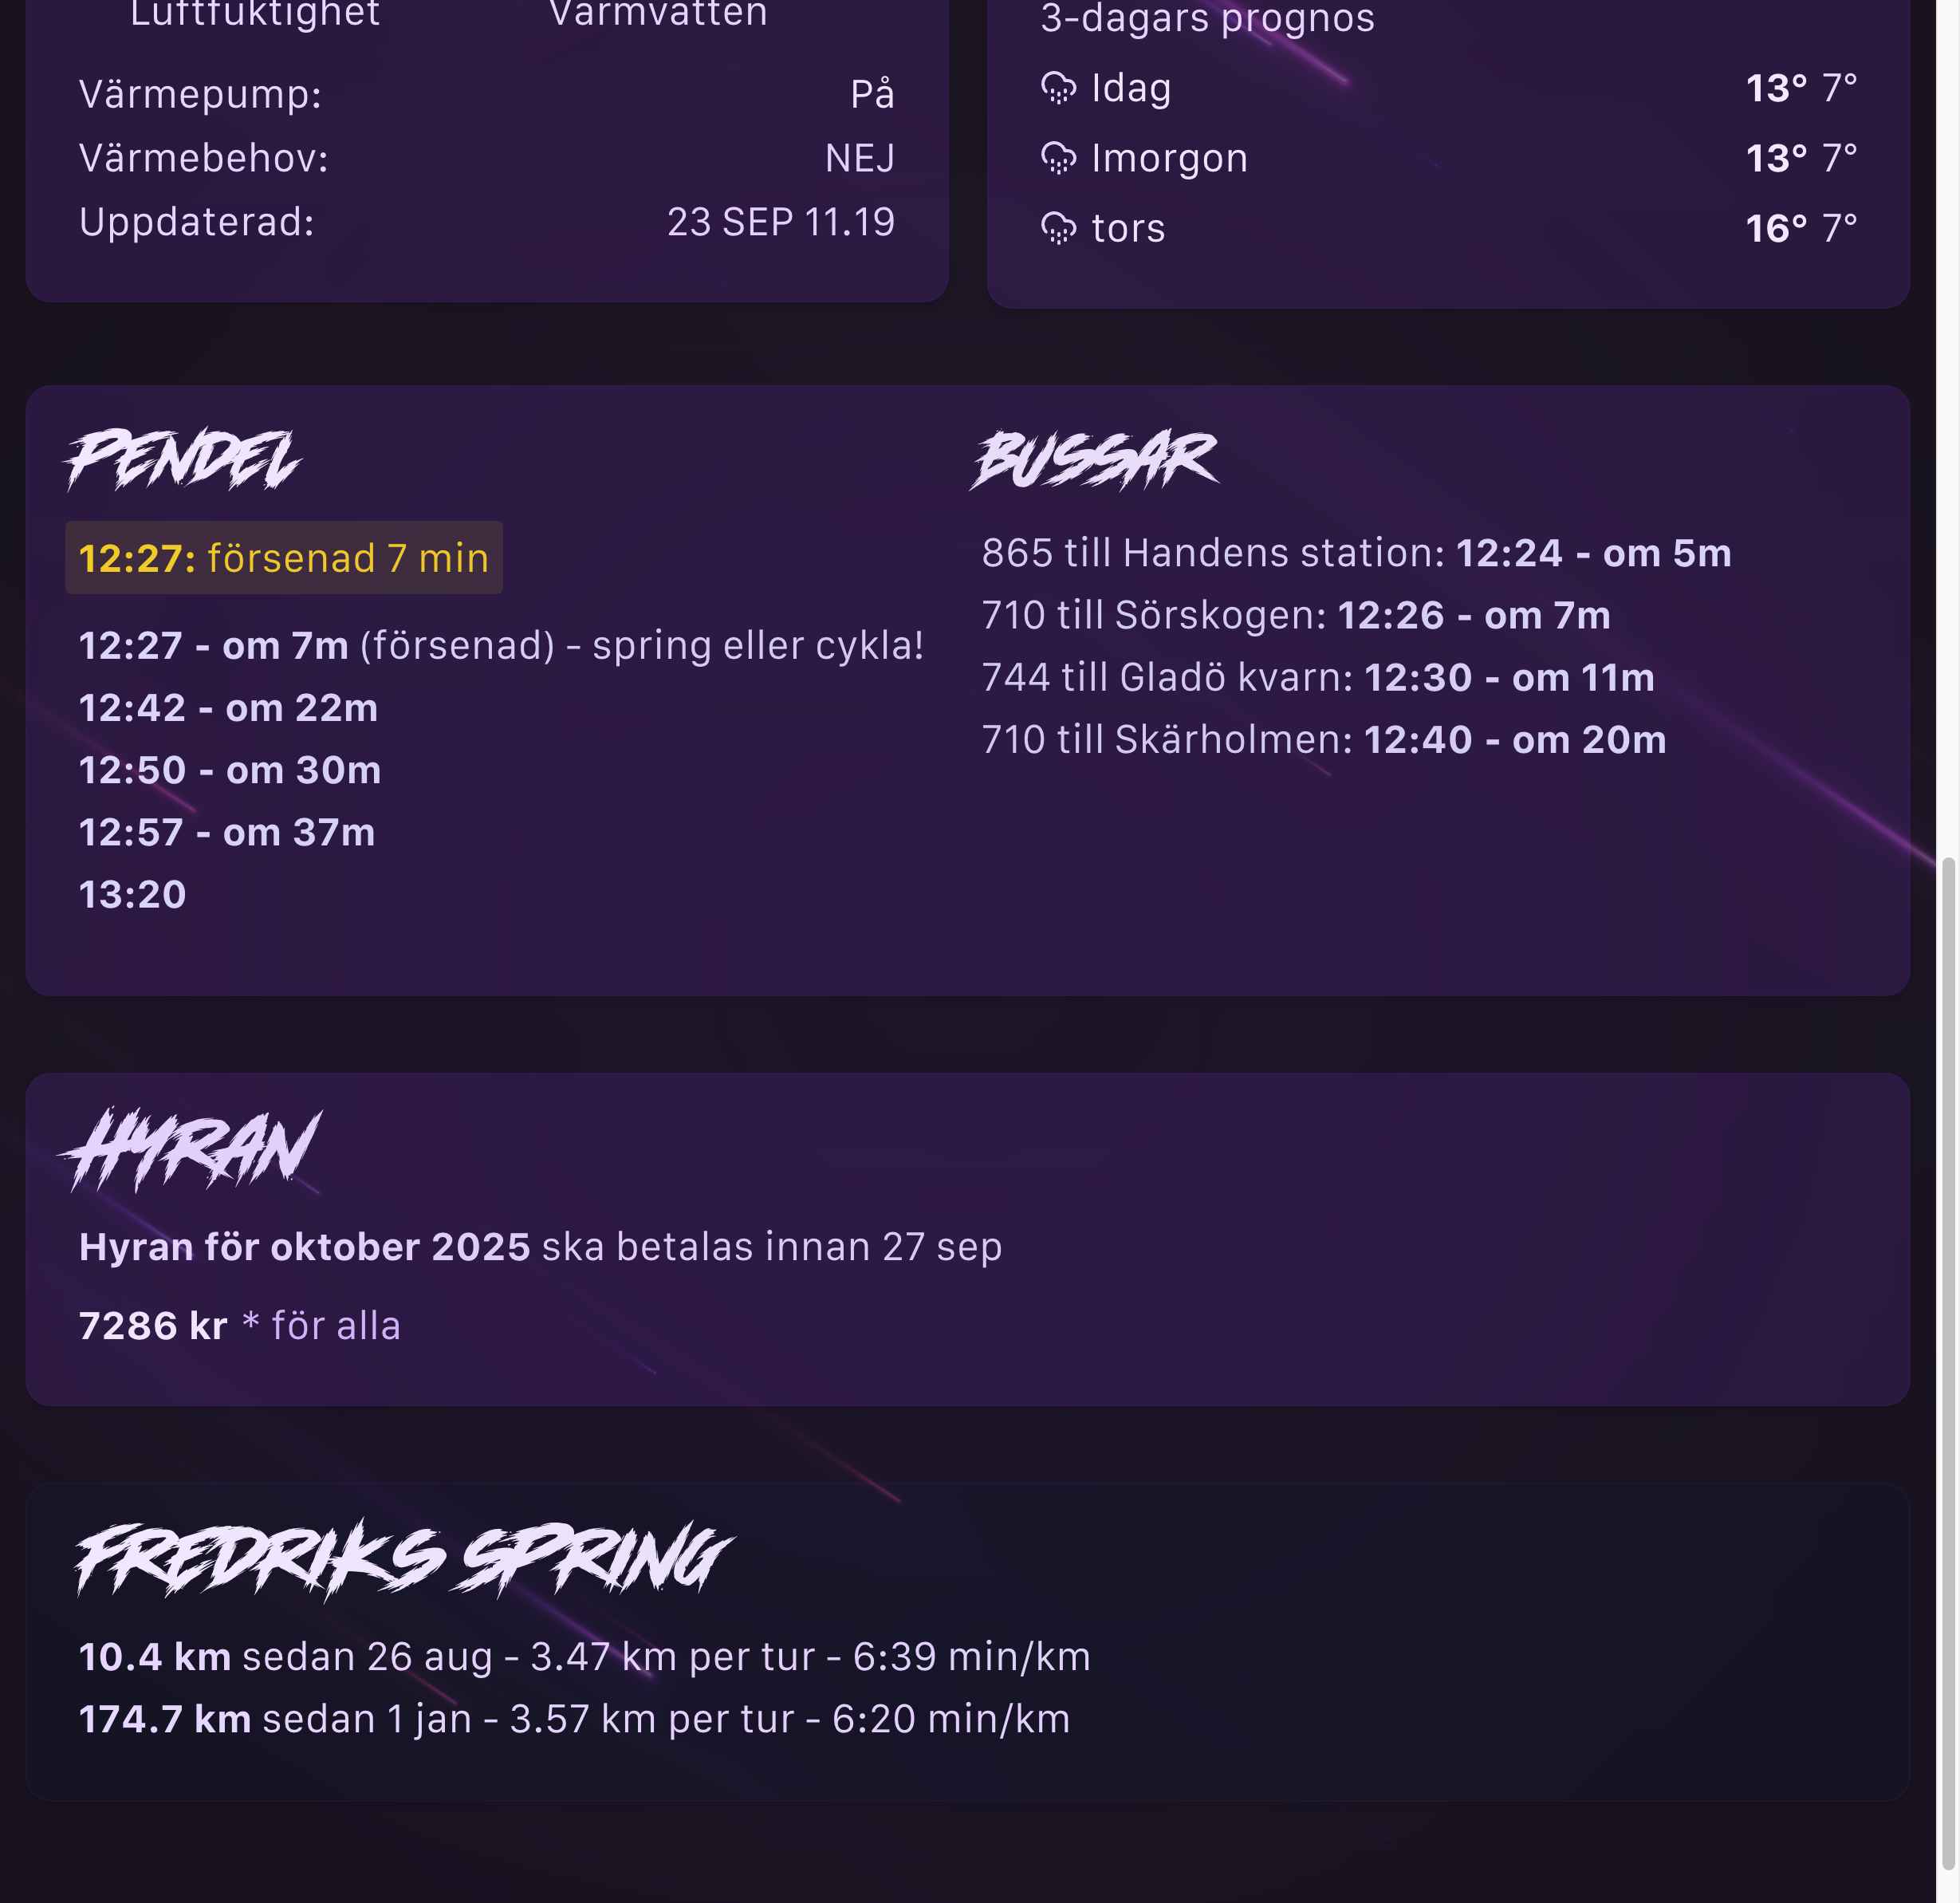 Luftfuktighet Varmvatten
Värmepump: På
Värmebehov: NEJ
Uppdaterad: 23 SEP 11.19
3-dagars prognos
Idag 13° 7°
Imorgon 13° 7°
tors 16° 7°
PENDEL
12:27: försenad 7 min
12:27 - om 7m (försenad) - spring eller cykla!
12:42 - om 22m
12:50 - om 30m
12:57 - om 37m
13:20
BUSSAR
865 till Handens station: 12:24 - om 5m
710 till Sörskogen: 12:26 - om 7m
744 till Gladö kvarn: 12:30 - om 11m
710 till Skärholmen: 12:40 - om 20m
HYRAN
Hyran för oktober 2025 ska betalas innan 27 sep
7286 kr * för alla
FREDRIKS SPRING
10.4 km sedan 26 aug - 3.47 km per tur - 6:39 min/km
174.7 km sedan 1 jan - 3.57 km per tur - 6:20 min/km